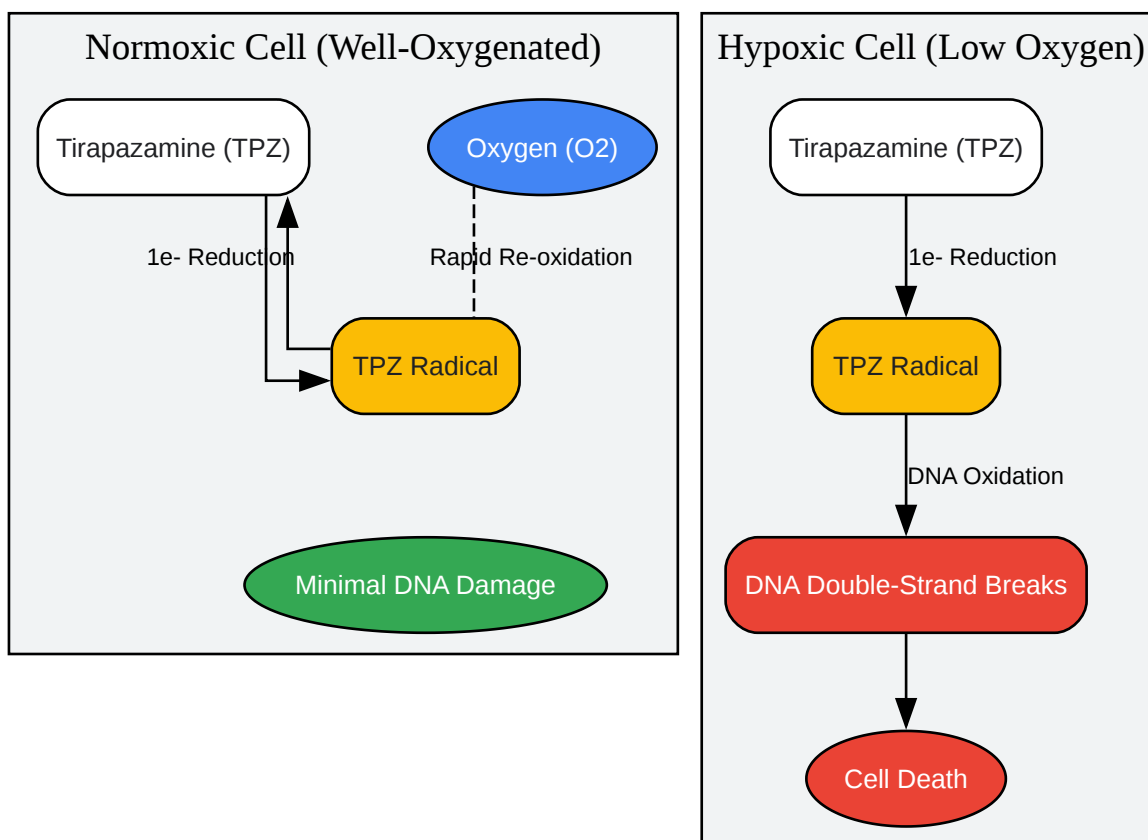 Normoxic Cell (Well-Oxygenated)
Tirapazamine (TPZ)
Oxygen (O2)
1e- Reduction
Rapid Re-oxidation
TPZ Radical
Minimal DNA Damage
Hypoxic Cell (Low Oxygen)
Tirapazamine (TPZ)
1e- Reduction
TPZ Radical
DNA Oxidation
DNA Double-Strand Breaks
Cell Death